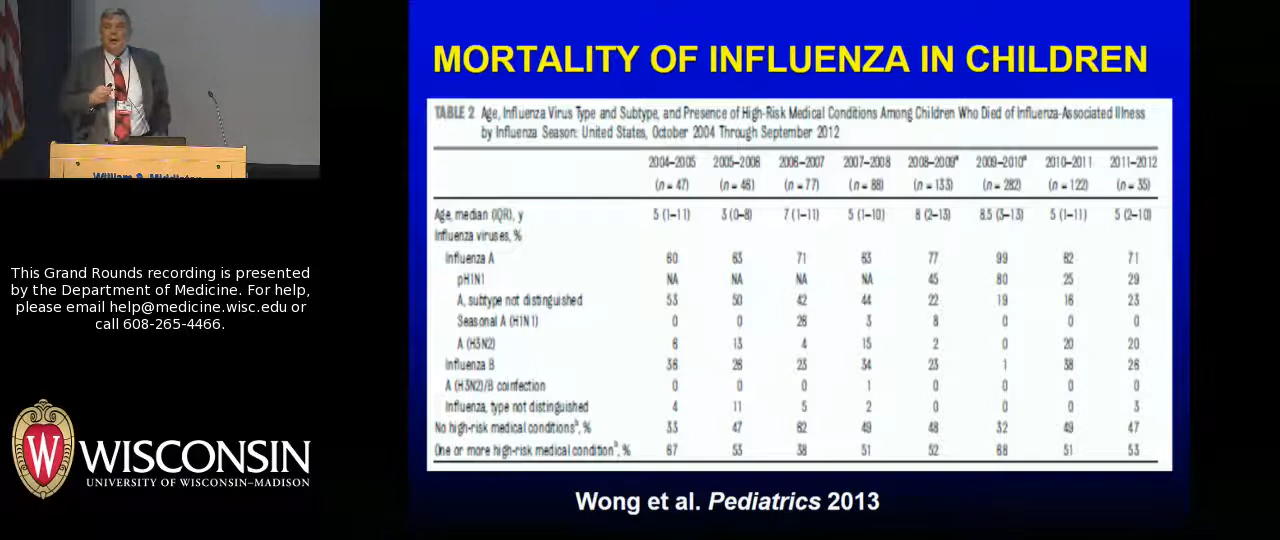 MORTALITY OF INFLUENZA IN CHILDREN
TABLE 2 Age, Influenza Virus Type and Subtype, and Presence of High-Risk Medical Conditions Among Children Who Died of Influenza-Associated Illness
by Influenza Season: United States, October 2004 Through September 2012
2004–2005 2005–2006 2006–2007 2007–2008 2008–2009a 2009–2010a 2010–2011 2011–2012
(n = 47) (n = 46) (n = 77) (n = 88) (n = 133) (n = 282) (n = 122) (n = 35)
Age, median (IQR), y 5 (1–11) 3 (0–8) 7 (1–11) 5 (1–10) 8 (2–13) 8.5 (3–13) 5 (1–11) 5 (2–10)
Influenza viruses, %
Influenza A 60 63 71 63 77 99 62 71
pH1N1 NA NA NA NA 45 80 25 29
A, subtype not distinguished 53 50 42 44 22 19 16 23
Seasonal A (H1N1) 0 0 26 3 8 0 0 0
A (H3N2) 6 13 4 15 2 0 20 20
Influenza B 36 26 23 34 23 1 38 26
A (H3N2)/B coinfection 0 0 0 1 0 0 0 0
Influenza, type not distinguished 4 11 5 2 0 0 0 3
No high-risk medical conditionsb, % 33 47 62 49 48 32 49 47
One or more high-risk medical conditionb, % 67 53 38 51 52 68 51 53
Wong et al. Pediatrics 2013
William S. Middleton
This Grand Rounds recording is presented
by the Department of Medicine. For help,
please email help@medicine.wisc.edu or
call 608-265-4466.
W
WISCONSIN
UNIVERSITY OF WISCONSIN–MADISON